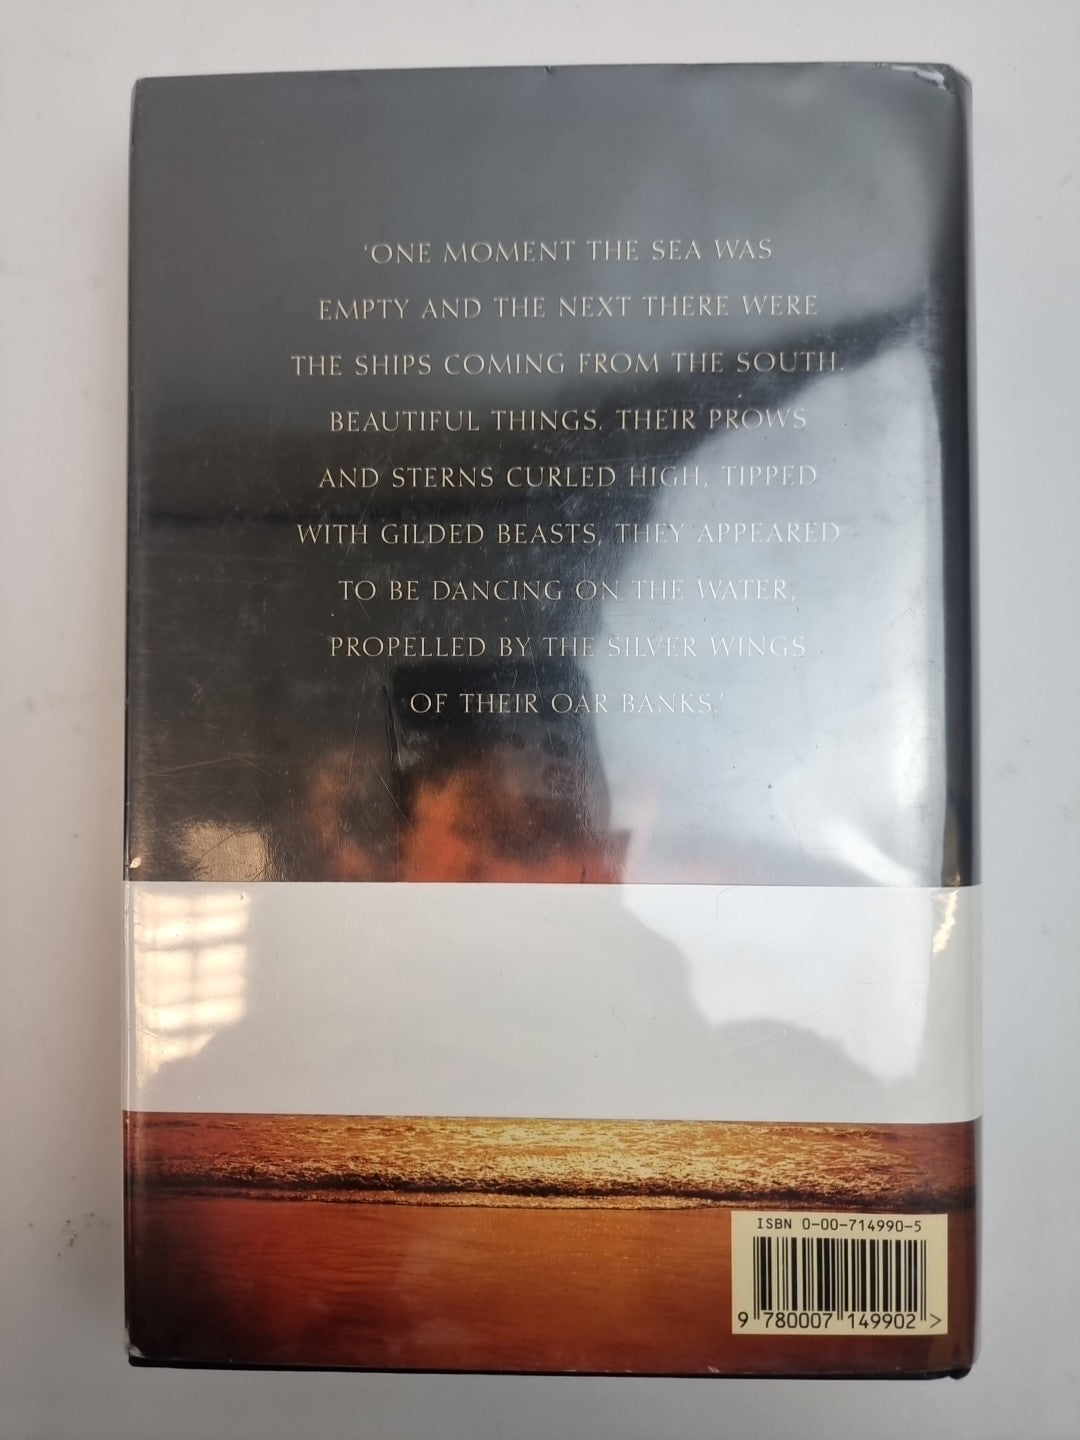 'ONE MOMENT THE SEA WAS
EMPTY AND THE NEXT THERE WERE
THE SHIPS COMING FROM THE SOUTH.
BEAUTIFUL THINGS, THEIR PROWS
AND STERNS CURLED HIGH, TIPPED
WITH GILDED BEASTS, THEY APPEARED
TO BE DANCING ON THE WATER,
PROPELLED BY THE SILVER WINGS
OF THEIR OAR BANKS.'
ISBN 0-00-714990-5
9 780007 149902 >